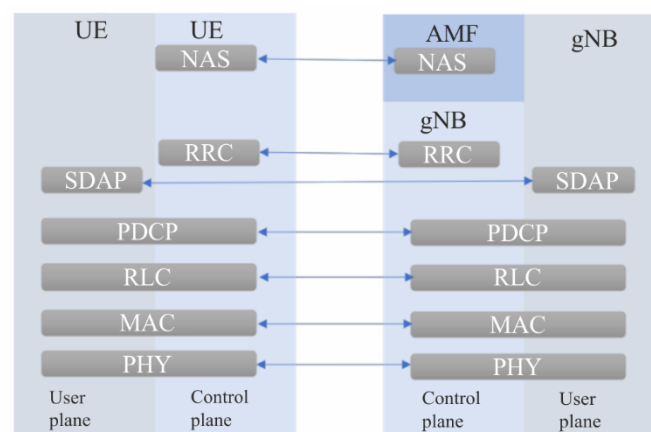 UE UE AMF gNB
NAS NAS
gNB
RRC RRC
SDAP SDAP
PDCP PDCP
RLC RLC
MAC MAC
PHY PHY
User Control Control User
plane plane plane plane